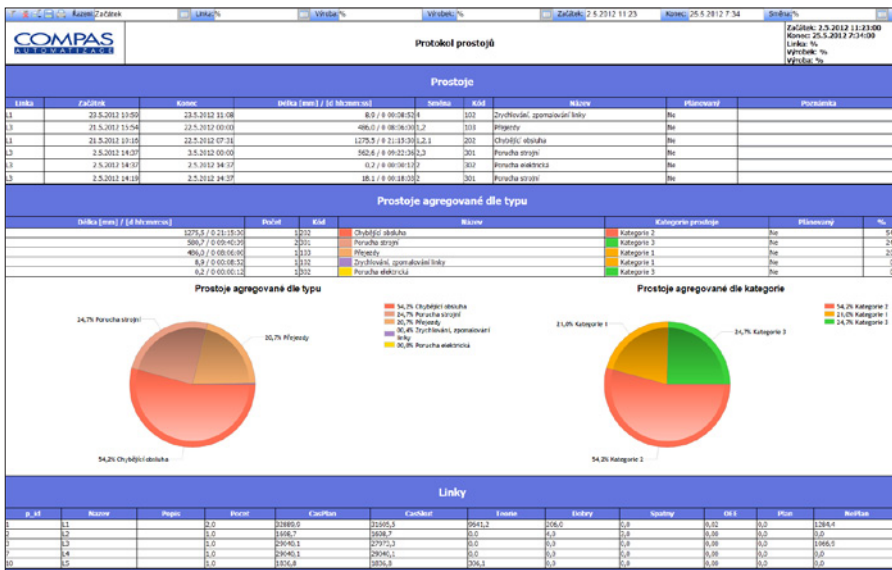 Řazení: Začátek Linka: % Výroba: % Výrobek: % Začátek: 2.5.2012 11:23 Konec: 25.5.2012 7:34 Směna: %
COMPAS
AUTOMATIZACE
Protokol prostojů
Začátek: 2.5.2012 11:23:00
Konec: 25.5.2012 7:34:00
Linka: %
Výrobek: %
Výroba: %
Prostoje
Linka Začátek Konec Délka [mm] / [d hh:mm:ss] Směna Kód Název Plánovaný Poznámka
L1 23.5.2012 10:59 23.5.2012 11:08 8,9 / 0 00:08:52 4 102 Zrychlování, zpomalování linky Ne
L3 21.5.2012 15:54 22.5.2012 00:00 486,0 / 0 08:06:00 1,2 103 Přejezdy Ne
L1 21.5.2012 10:16 22.5.2012 07:31 1275.5 / 0 21:15:30 1,2,1 202 Chybějící obsluha Ne
L3 2.5.2012 14:37 3.5.2012 00:00 562,6 / 0 09:22:36 2,3 301 Porucha strojní Ne
L3 2.5.2012 14:37 2.5.2012 14:37 0,2 / 0 00:00:12 2 302 Porucha elektrická Ne
L3 2.5.2012 14:19 2.5.2012 14:37 18,1 / 0 00:18:03 2 301 Porucha strojní Ne
Prostoje agregované dle typu
Délka [mm] / [d hh:mm:ss] Počet Kód Název Kategorie prostoje Plánovaný %
1275,5 / 0 21:15:30 1 202 Chybějící obsluha Kategorie 2 Ne
580,7 / 0 09:40:39 2 301 Porucha strojní Kategorie 3 Ne
486,0 / 0 08:06:00 1 103 Přejezdy Kategorie 1 Ne
8,9 / 0 00:08:52 1 102 Zrychlování, zpomalování linky Kategorie 1 Ne
0,2 / 0 00:00:12 1 302 Porucha elektrická Kategorie 3 Ne
Prostoje agregované dle typu
24,7% Porucha strojní
20,7% Přejezdy
54,2% Chybějící obsluha
54,2% Chybějící obsluha
24,7% Porucha strojní
20,7% Přejezdy
00,4% Zrychlování, zpomalování
linky
00,0% Porucha elektrická
Prostoje agregované dle kategorie
21,0% Kategorie 1
24,7% Kategorie 3
54,2% Kategorie 2
54,2% Kategorie 2
21,0% Kategorie 1
24,7% Kategorie 3
Linky
p_id Nazov Popis Pocet CasPlan CasSkut Teorie Dobry Spatny OEE Plan NePlan
1 L1 2,0 32889,9 31605,5 9641,2 206,0 0,0 0,02 0,0 1284,4
2 L2 1,0 1698,7 1698,7 0,0 4,0 2,0 0,00 0,0 0,0
3 L3 1,0 29040,1 27973,3 0,0 0,0 0,0 0,00 0,0 1066,9
7 L4 1,0 29040,1 29040,1 0,0 0,0 0,0 0,00 0,0 0,0
10 L5 1,0 1836,8 1836,8 306,1 0,0 0,0 0,00 0,0 0,0